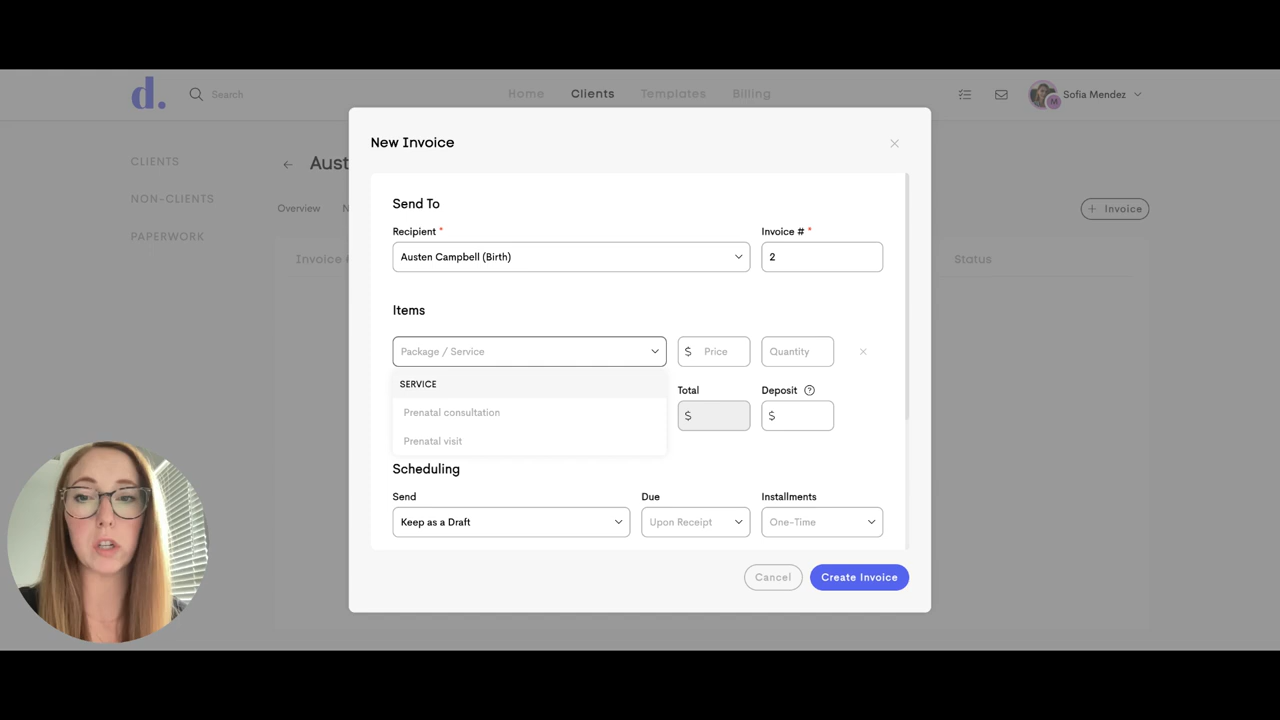 d.
Search
Home
Clients
Templates
Billing
M
Sofia Mendez
CLIENTS
NON-CLIENTS
PAPERWORK
Aust
Overview
N
+ Invoice
Invoice #
Status
New Invoice
Send To
Recipient *
Invoice # *
Austen Campbell (Birth)
2
Items
Package / Service
$ Price
Quantity
SERVICE
Prenatal consultation
Prenatal visit
Total
Deposit ?
$
$
Scheduling
Send
Due
Installments
Keep as a Draft
Upon Receipt
One-Time
Cancel
Create Invoice